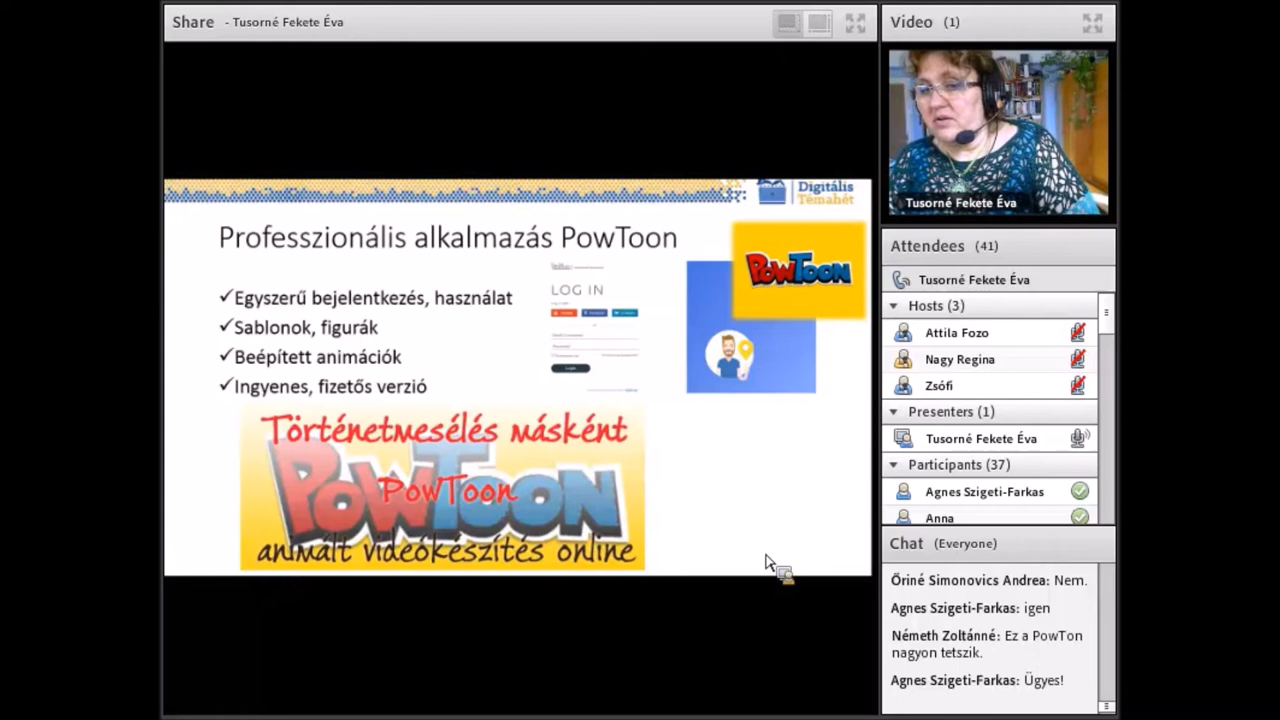 Share - Tusorné Fekete Éva
Digitális
Témahét
Professzionális alkalmazás PowToon
POWTOON
✓Egyszerű bejelentkezés, használat
✓Sablonok, figurák
✓Beépített animációk
✓Ingyenes, fizetős verzió
LOG IN
Történetmesélés másként
POWTOON
PowToon
animált videókészítés online
Video (1)
Tusorné Fekete Éva
Attendees (41)
Tusorné Fekete Éva
Hosts (3)
Attila Fozo
Nagy Regina
Zsófi
Presenters (1)
Tusorné Fekete Éva
Participants (37)
Agnes Szigeti-Farkas
Anna
Chat (Everyone)
Őriné Simonovics Andrea: Nem.
Agnes Szigeti-Farkas: igen
Németh Zoltánné: Ez a PowTon
nagyon tetszik.
Agnes Szigeti-Farkas: Ügyes!